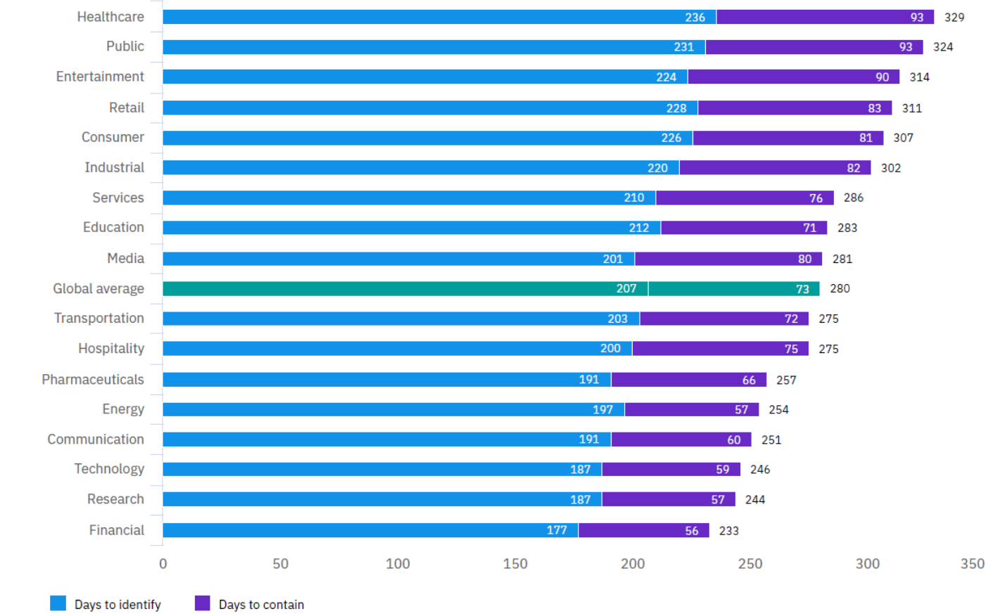 Healthcare 236 93 329
Public 231 93 324
Entertainment 224 90 314
Retail 228 83 311
Consumer 226 81 307
Industrial 220 82 302
Services 210 76 286
Education 212 71 283
Media 201 80 281
Global average 207 73 280
Transportation 203 72 275
Hospitality 200 75 275
Pharmaceuticals 191 66 257
Energy 197 57 254
Communication 191 60 251
Technology 187 59 246
Research 187 57 244
Financial 177 56 233
0 50 100 150 200 250 300 350
Days to identify Days to contain